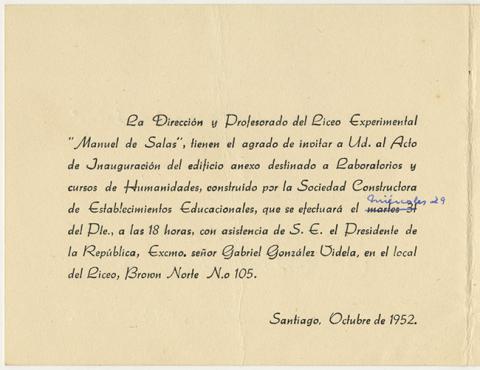 La Dirección y Profesorado del Liceo Experimental
"Manuel de Salas", tienen el agrado de invitar a Ud. al Acto
de Inauguración del edificio anexo destinado a Laboratorios y
cursos de Humanidades, construido por la Sociedad Constructora
miércoles 29
de Establecimientos Educacionales, que se efectuará el martes 31
del Pte., a las 18 horas, con asistencia de S. E. el Presidente de
la República, Excmo. señor Gabriel González Videla, en el local
del Liceo, Brown Norte N.o 105.
Santiago, Octubre de 1952.